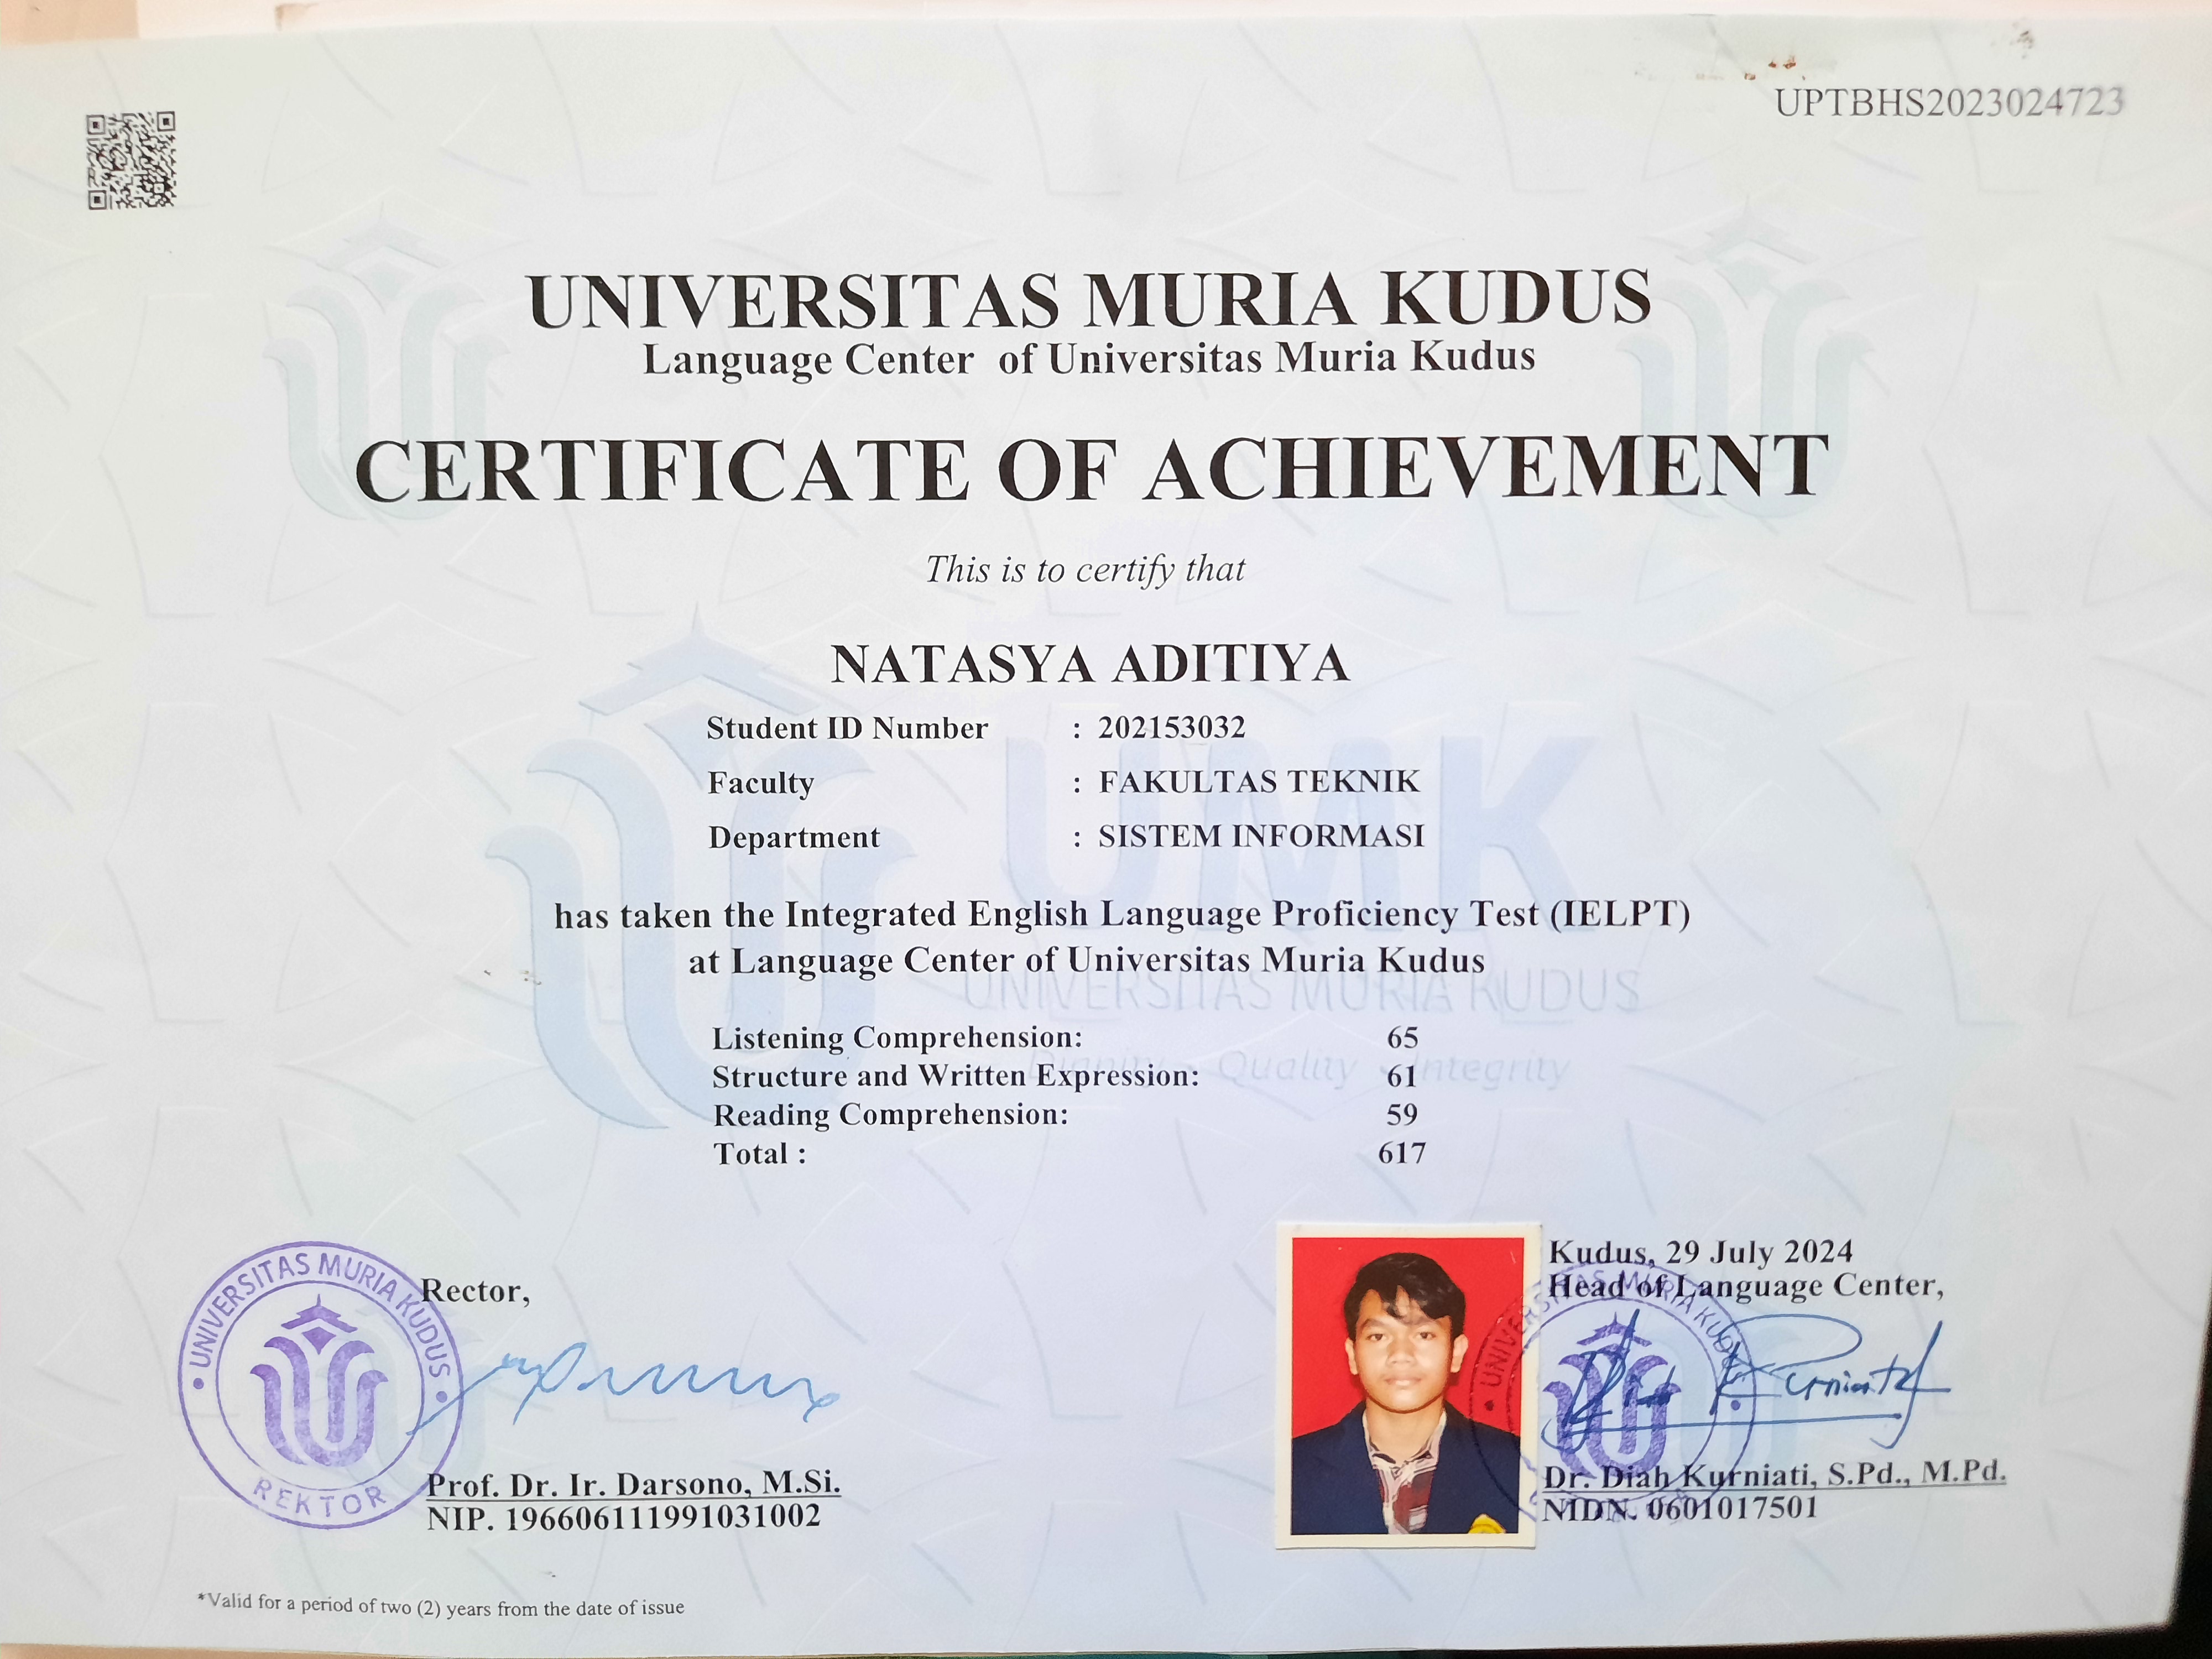 UPTBHS2023024723
UNIVERSITAS MURIA KUDUS
Language Center of Universitas Muria Kudus
CERTIFICATE OF ACHIEVEMENT
This is to certify that
NATASYA ADITIYA
Student ID Number : 202153032
Faculty : FAKULTAS TEKNIK
Department : SISTEM INFORMASI
has taken the Integrated English Language Proficiency Test (IELPT)
at Language Center of Universitas Muria Kudus
UMK
UNIVERSITAS MURIA KUDUS
Dignity Quality Integrity
Listening Comprehension: 65
Structure and Written Expression: 61
Reading Comprehension: 59
Total : 617
UNIVERSITAS MURIA KUDUS
REKTOR
Rector,
Prof. Dr. Ir. Darsono, M.Si.
NIP. 196606111991031002
Kudus, 29 July 2024
Head of Language Center,
UNIVERSITAS MURIA KUDUS
Dr. Diah Kurniati, S.Pd., M.Pd.
NIDN. 0601017501
*Valid for a period of two (2) years from the date of issue